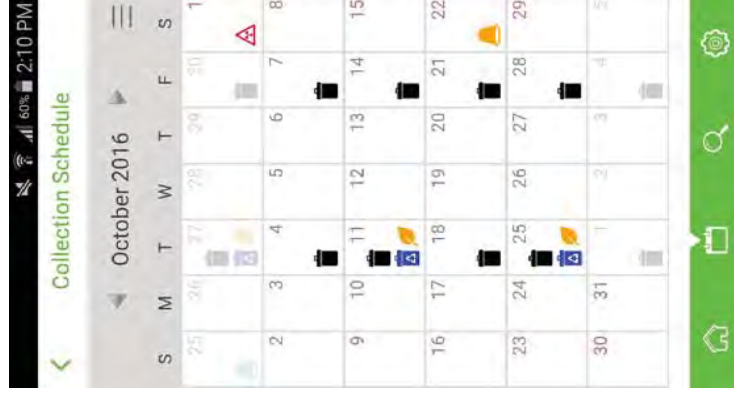 60% 2:10 PM
Collection Schedule
October 2016
S M T W T F S
25 26 27 28 29 30 1
2 3 4 5 6 7 8
9 10 11 12 13 14 15
16 17 18 19 20 21 22
23 24 25 26 27 28 29
30 31 1 2 3 4 5